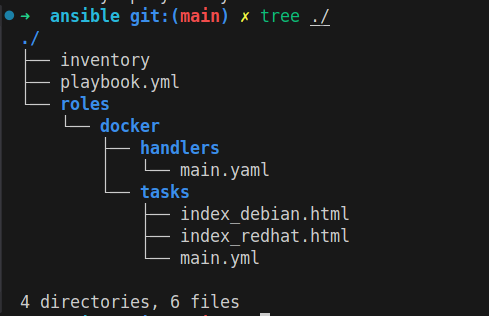 ➜ ansible git:(main) ✗ tree ./
./
├── inventory
├── playbook.yml
└── roles
    └── docker
        ├── handlers
        │   └── main.yaml
        └── tasks
            ├── index_debian.html
            ├── index_redhat.html
            └── main.yml
4 directories, 6 files